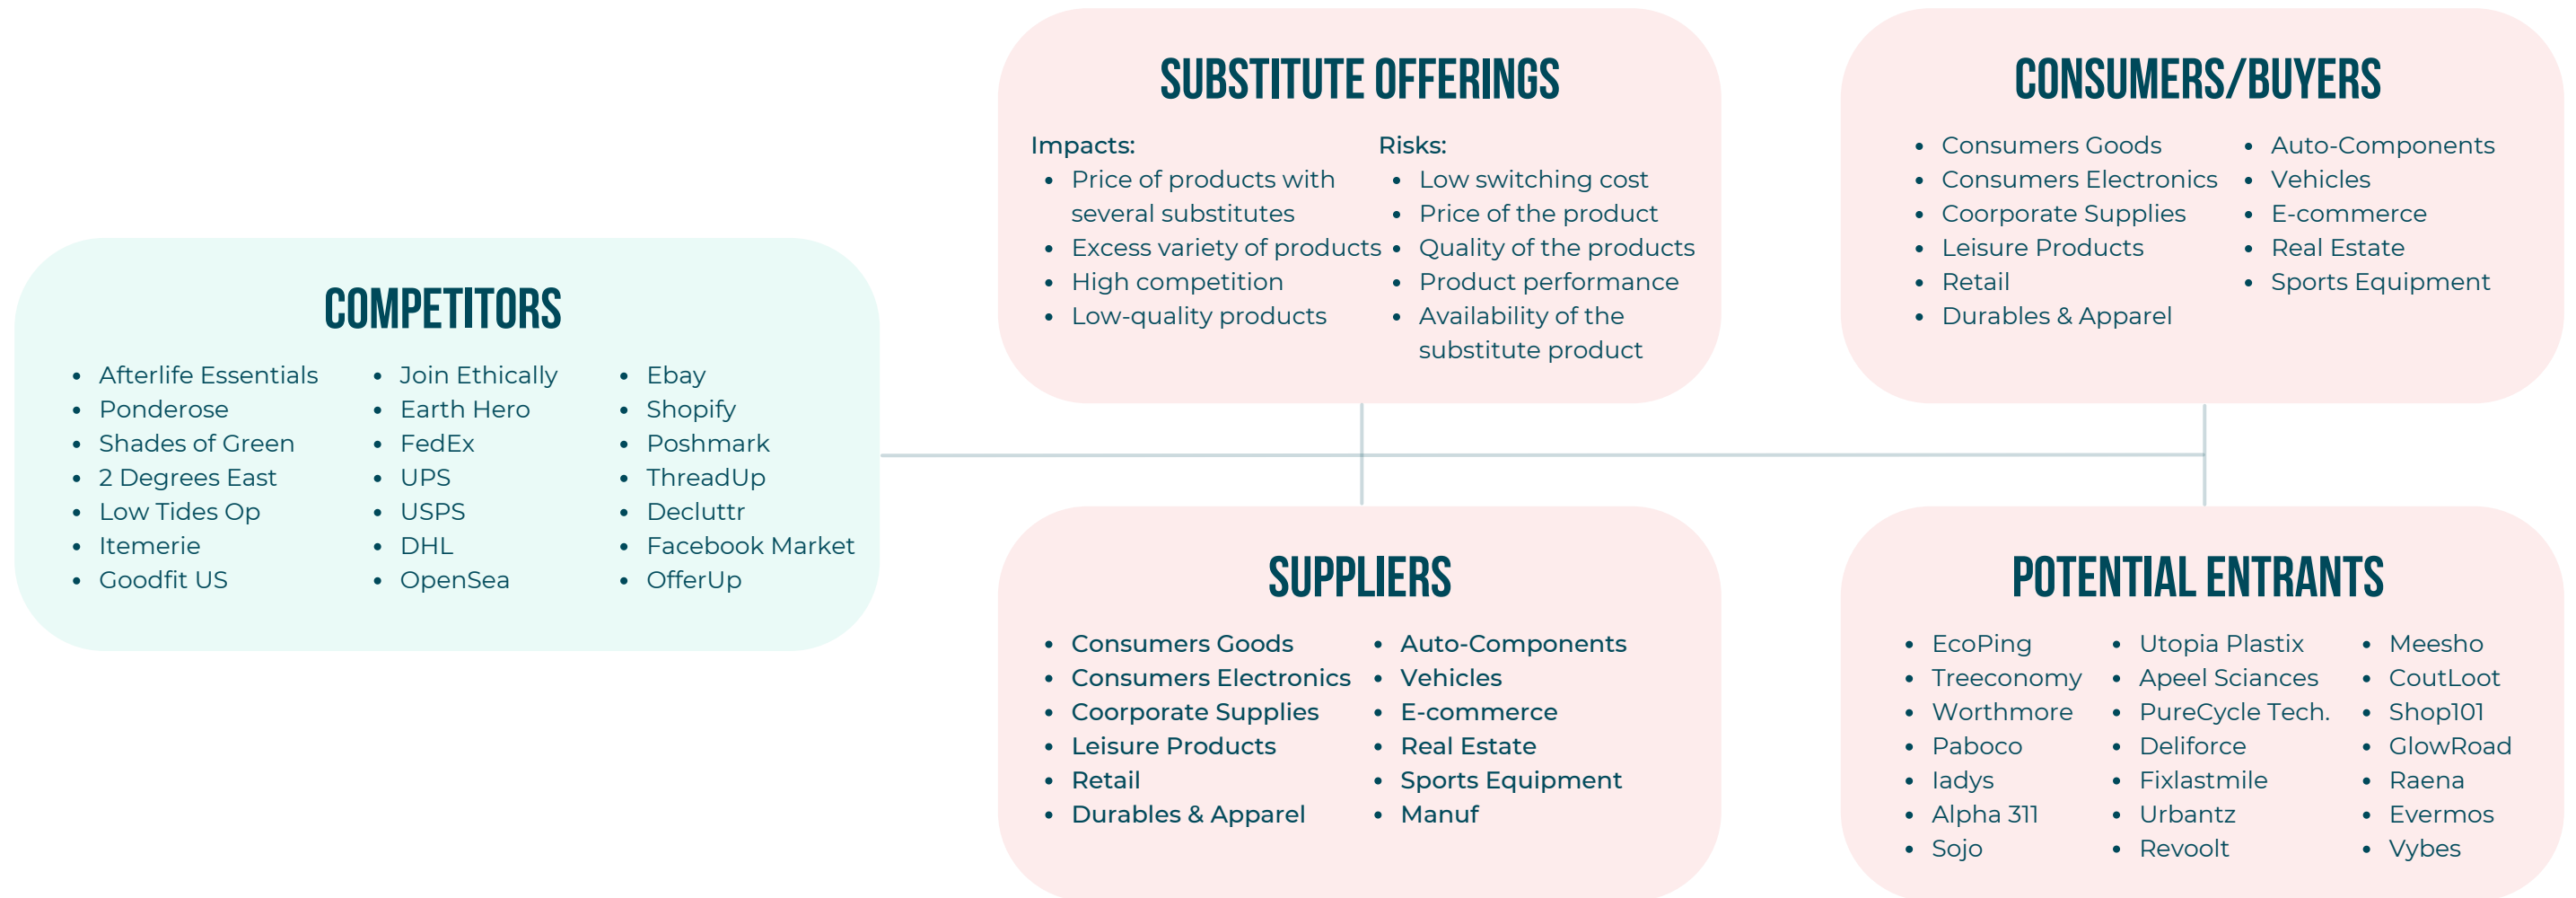 COMPETITORS
Afterlife Essentials
Ponderose
Shades of Green
2 Degrees East
Low Tides Op
Itemerie
Goodfit US
Join Ethically
Earth Hero
FedEx
UPS
USPS
DHL
OpenSea
Ebay
Shopify
Poshmark
ThreadUp
Decluttr
Facebook Market
OfferUp
SUBSTITUTE OFFERINGS
Impacts:
Price of products with
several substitutes
Excess variety of products
High competition
Low-quality products
Risks:
Low switching cost
Price of the product
Quality of the products
Product performance
Availability of the
substitute product
CONSUMERS/BUYERS
Consumers Goods
Consumers Electronics
Coorporate Supplies
Leisure Products
Retail
Durables & Apparel
Auto-Components
Vehicles
E-commerce
Real Estate
Sports Equipment
SUPPLIERS
Consumers Goods
Consumers Electronics
Coorporate Supplies
Leisure Products
Retail
Durables & Apparel
Auto-Components
Vehicles
E-commerce
Real Estate
Sports Equipment
Manuf
POTENTIAL ENTRANTS
EcoPing
Treeconomy
Worthmore
Paboco
Iadys
Alpha 311
Sojo
Utopia Plastix
Apeel Sciances
PureCycle Tech.
Deliforce
Fixlastmile
Urbantz
Revoolt
Meesho
CoutLoot
Shop101
GlowRoad
Raena
Evermos
Vybes